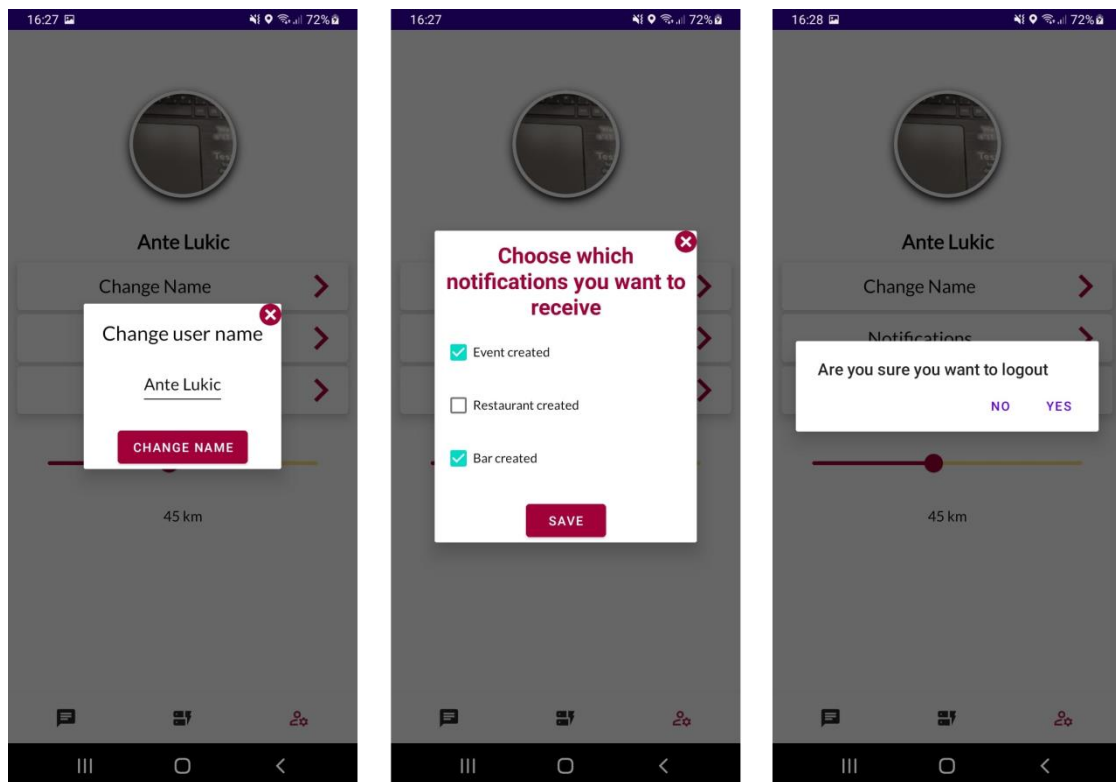 16:27
72%
Ante Lukic
Change Name
Change user name
Ante Lukic
CHANGE NAME
45 km
16:27
72%
Choose which
notifications you want to
receive
Event created
Restaurant created
Bar created
SAVE
16:28
72%
Ante Lukic
Change Name
Notifications
Are you sure you want to logout
NO YES
45 km